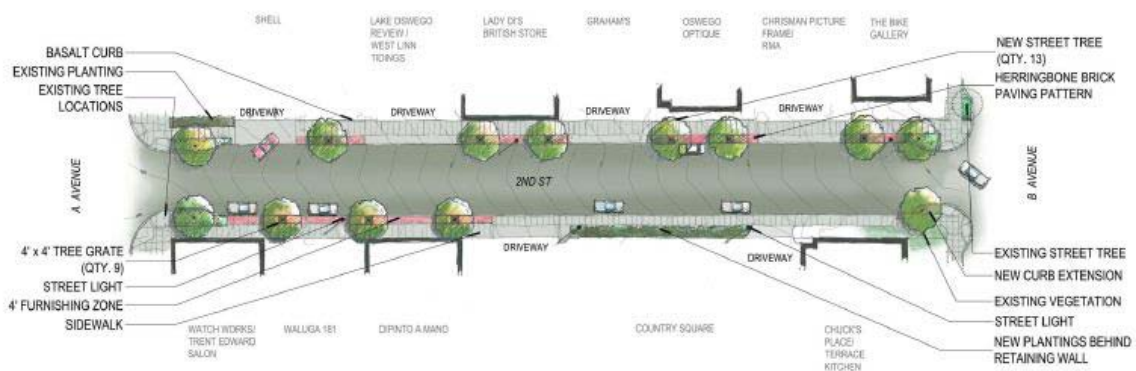 SHELL
LAKE OSWEGO
REVIEW /
WEST LINN
TIDINGS
LADY DI'S
BRITISH STORE
GRAHAM'S
OSWEGO
OPTIQUE
CHRISMAN PICTURE
FRAME/
RMA
THE BIKE
GALLERY
BASALT CURB
EXISTING PLANTING
EXISTING TREE
LOCATIONS
NEW STREET TREE
(QTY. 13)
HERRINGBONE BRICK
PAVING PATTERN
DRIVEWAY
DRIVEWAY
DRIVEWAY
DRIVEWAY
A AVENUE
2ND ST
B AVENUE
DRIVEWAY
DRIVEWAY
4' x 4' TREE GRATE
(QTY. 9)
STREET LIGHT
4' FURNISHING ZONE
SIDEWALK
EXISTING STREET TREE
NEW CURB EXTENSION
EXISTING VEGETATION
STREET LIGHT
NEW PLANTINGS BEHIND
RETAINING WALL
WATCH WORKS/
TRENT EDWARD
SALON
WALUGA 181
DIPINTO A MANO
COUNTRY SQUARE
CHUCK'S
PLACE/
TERRACE
KITCHEN